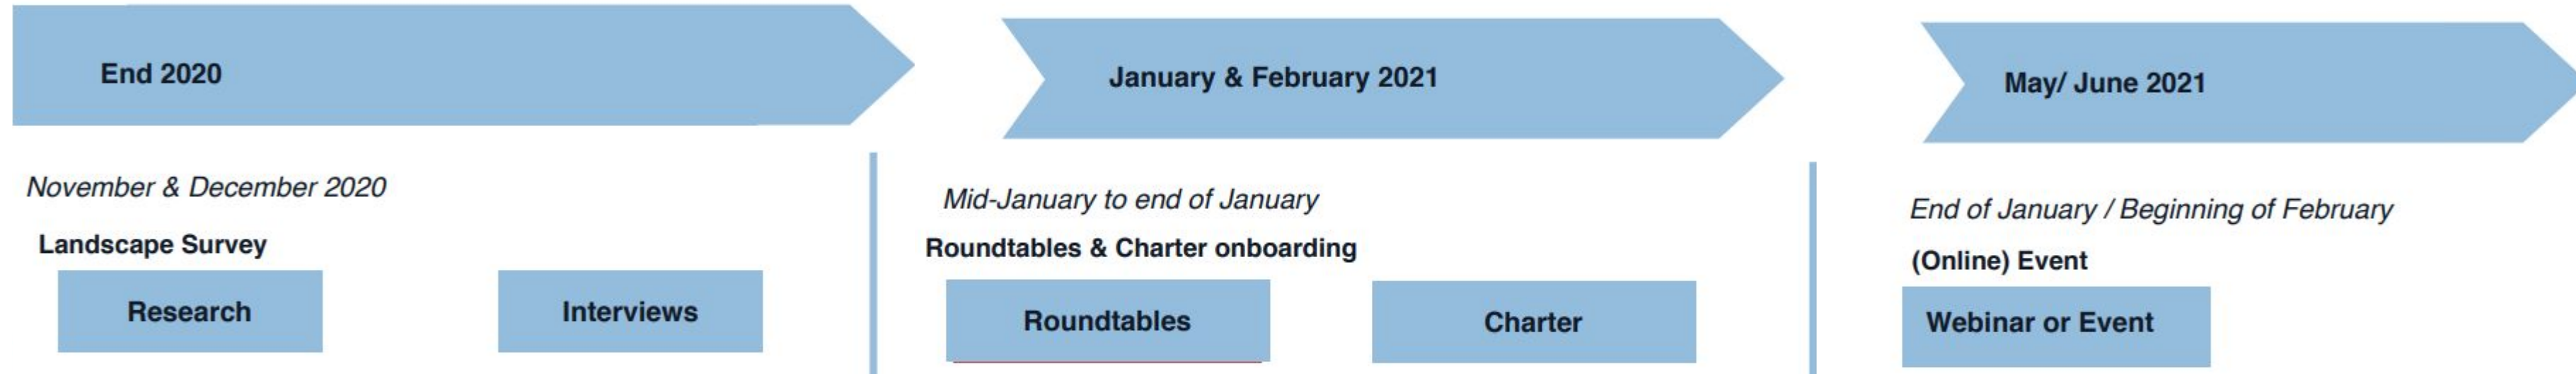 End 2020
January & February 2021
May/ June 2021
November & December 2020
Landscape Survey
Research
Interviews
Mid-January to end of January
Roundtables & Charter onboarding
Roundtables
Charter
End of January / Beginning of February
(Online) Event
Webinar or Event